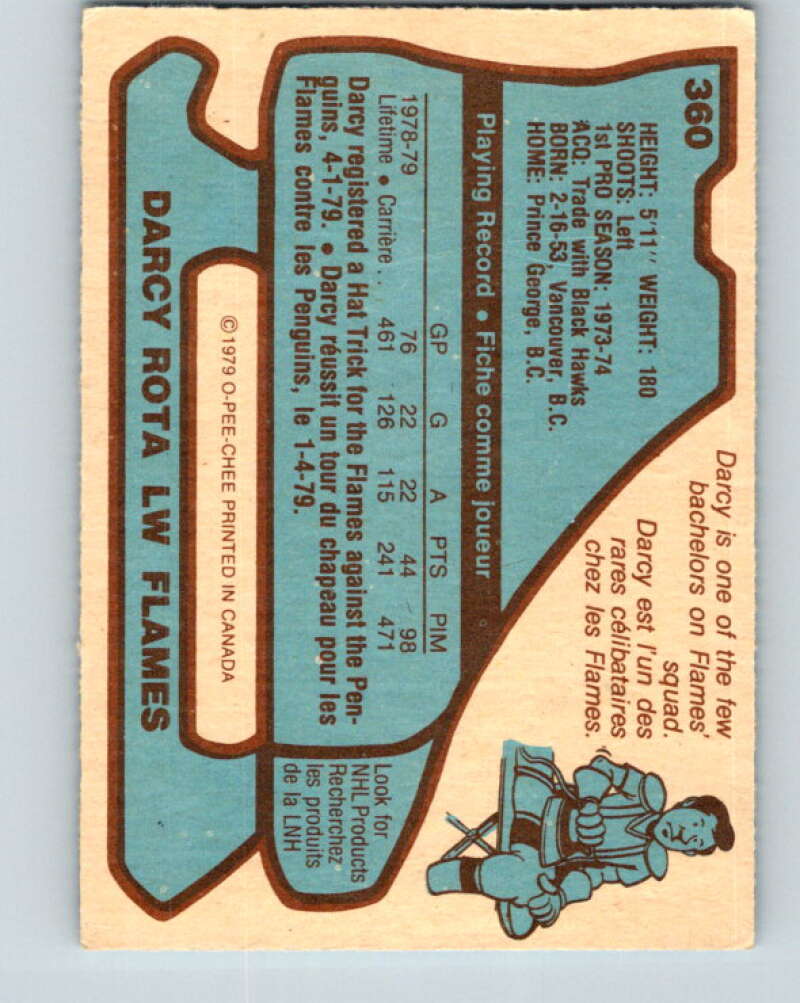 360
HEIGHT: 5'11" WEIGHT: 180
SHOOTS: Left
1st PRO SEASON: 1973-74
ACQ: Trade with Black Hawks
BORN: 2-16-53, Vancouver, B.C.
HOME: Prince George, B.C.
Darcy is one of the few
bachelors on Flames'
squad.
Darcy est l'un des
rares célibataires
chez les Flames.
Playing Record • Fiche comme joueur
GP G A PTS PIM
1978-79 76 22 22 44 98
Lifetime • Carrière .. 461 126 115 241 471
Darcy registered a Hat Trick for the Flames against the Pen-
guins, 4-1-79. • Darcy réussit un tour du chapeau pour les
Flames contre les Penguins, le 1-4-79.
Look for
NHL Products
Recherchez
les produits
de la LNH
©1979 O-PEE-CHEE PRINTED IN CANADA
DARCY ROTA LW FLAMES